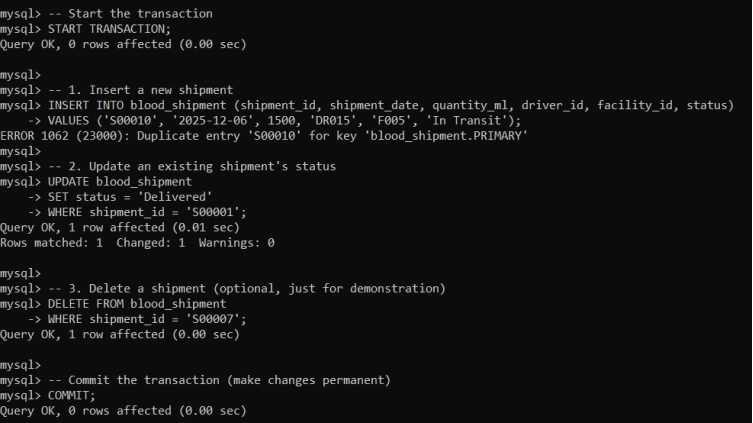 mysql> -- Start the transaction
mysql> START TRANSACTION;
Query OK, 0 rows affected (0.00 sec)
mysql>
mysql> -- 1. Insert a new shipment
mysql> INSERT INTO blood_shipment (shipment_id, shipment_date, quantity_ml, driver_id, facility_id, status)
    -> VALUES ('S00010', '2025-12-06', 1500, 'DR015', 'F005', 'In Transit');
ERROR 1062 (23000): Duplicate entry 'S00010' for key 'blood_shipment.PRIMARY'
mysql>
mysql> -- 2. Update an existing shipment's status
mysql> UPDATE blood_shipment
    -> SET status = 'Delivered'
    -> WHERE shipment_id = 'S00001';
Query OK, 1 row affected (0.01 sec)
Rows matched: 1  Changed: 1  Warnings: 0
mysql>
mysql> -- 3. Delete a shipment (optional, just for demonstration)
mysql> DELETE FROM blood_shipment
    -> WHERE shipment_id = 'S00007';
Query OK, 1 row affected (0.00 sec)
mysql>
mysql> -- Commit the transaction (make changes permanent)
mysql> COMMIT;
Query OK, 0 rows affected (0.00 sec)